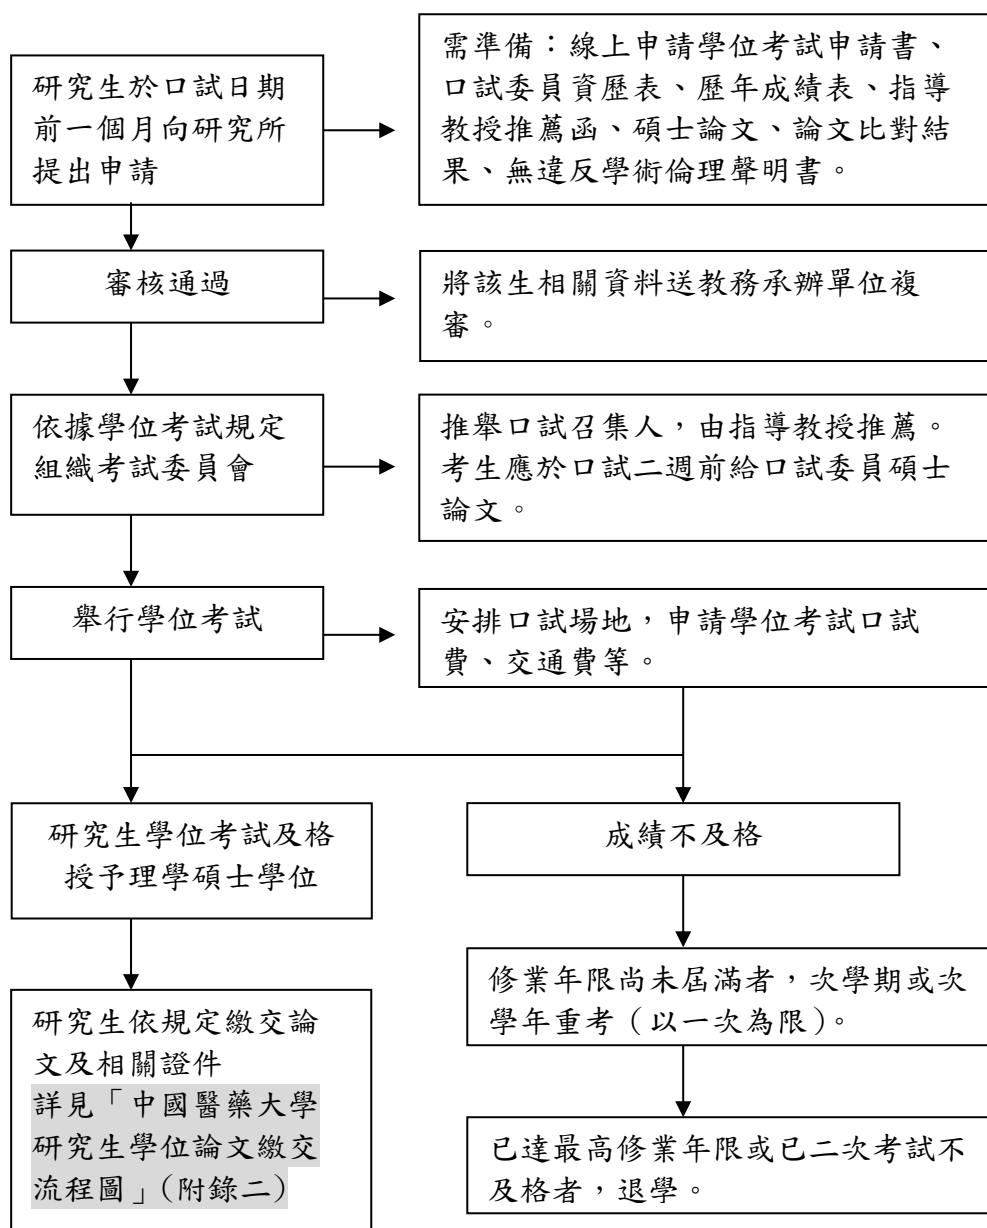 研究生於口試日期
前一個月向研究所
提出申請
需準備：線上申請學位考試申請書、
口試委員資歷表、歷年成績表、指導
教授推薦函、碩士論文、論文比對結
果、無違反學術倫理聲明書。
審核通過
將該生相關資料送教務承辦單位複
審。
依據學位考試規定
組織考試委員會
推舉口試召集人，由指導教授推薦。
考生應於口試二週前給口試委員碩士
論文。
舉行學位考試
安排口試場地，申請學位考試口試
費、交通費等。
研究生學位考試及格
授予理學碩士學位
成績不及格
修業年限尚未屆滿者，次學期或次
學年重考（以一次為限）。
研究生依規定繳交論
文及相關證件
詳見「中國醫藥大學
研究生學位論文繳交
流程圖」（附錄二）
已達最高修業年限或已二次考試不
及格者，退學。